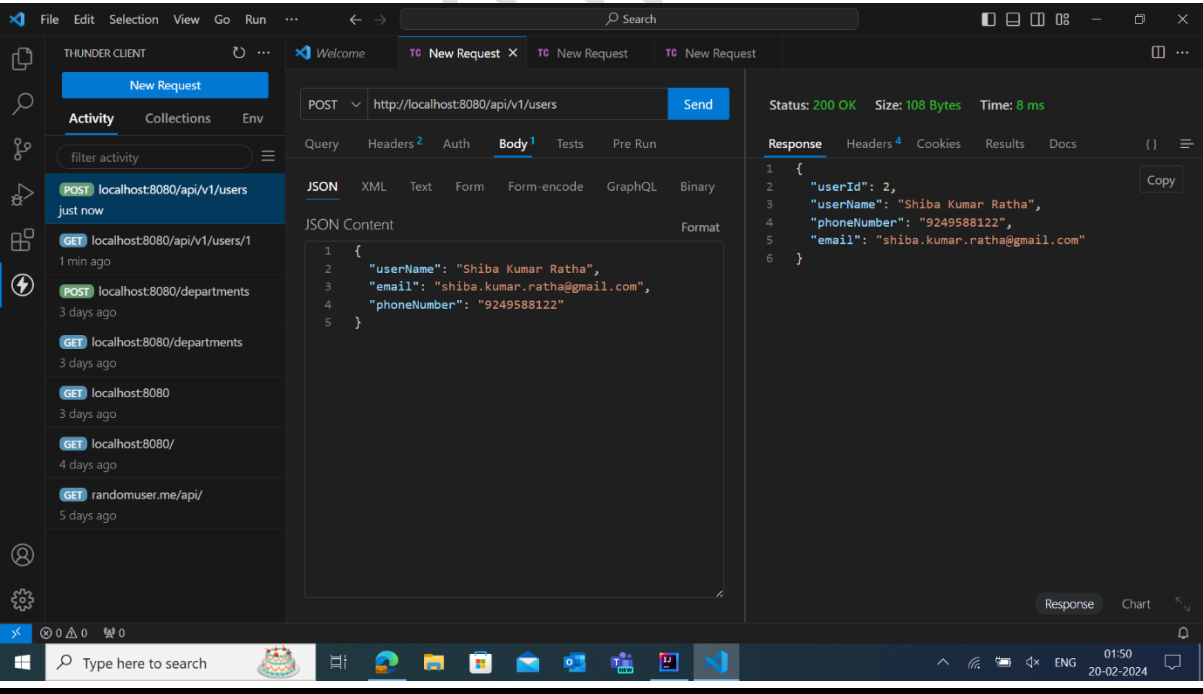 File Edit Selection View Go Run ··· Search
THUNDER CLIENT
New Request
Activity Collections Env
filter activity
POST localhost:8080/api/v1/users
just now
GET localhost:8080/api/v1/users/1
1 min ago
POST localhost:8080/departments
3 days ago
GET localhost:8080/departments
3 days ago
GET localhost:8080
3 days ago
GET localhost:8080/
4 days ago
GET randomuser.me/api/
5 days ago
Welcome TC New Request TC New Request TC New Request
POST http://localhost:8080/api/v1/users Send
Query Headers 2 Auth Body 1 Tests Pre Run
JSON XML Text Form Form-encode GraphQL Binary
JSON Content Format
1 {
2 "userName": "Shiba Kumar Ratha",
3 "email": "shiba.kumar.ratha@gmail.com",
4 "phoneNumber": "9249588122"
5 }
Status: 200 OK Size: 108 Bytes Time: 8 ms
Response Headers 4 Cookies Results Docs { }
Copy
1 {
2 "userId": 2,
3 "userName": "Shiba Kumar Ratha",
4 "phoneNumber": "9249588122",
5 "email": "shiba.kumar.ratha@gmail.com"
6 }
Response Chart
0 0 0
Type here to search
NEW
ENG
01:50
20-02-2024